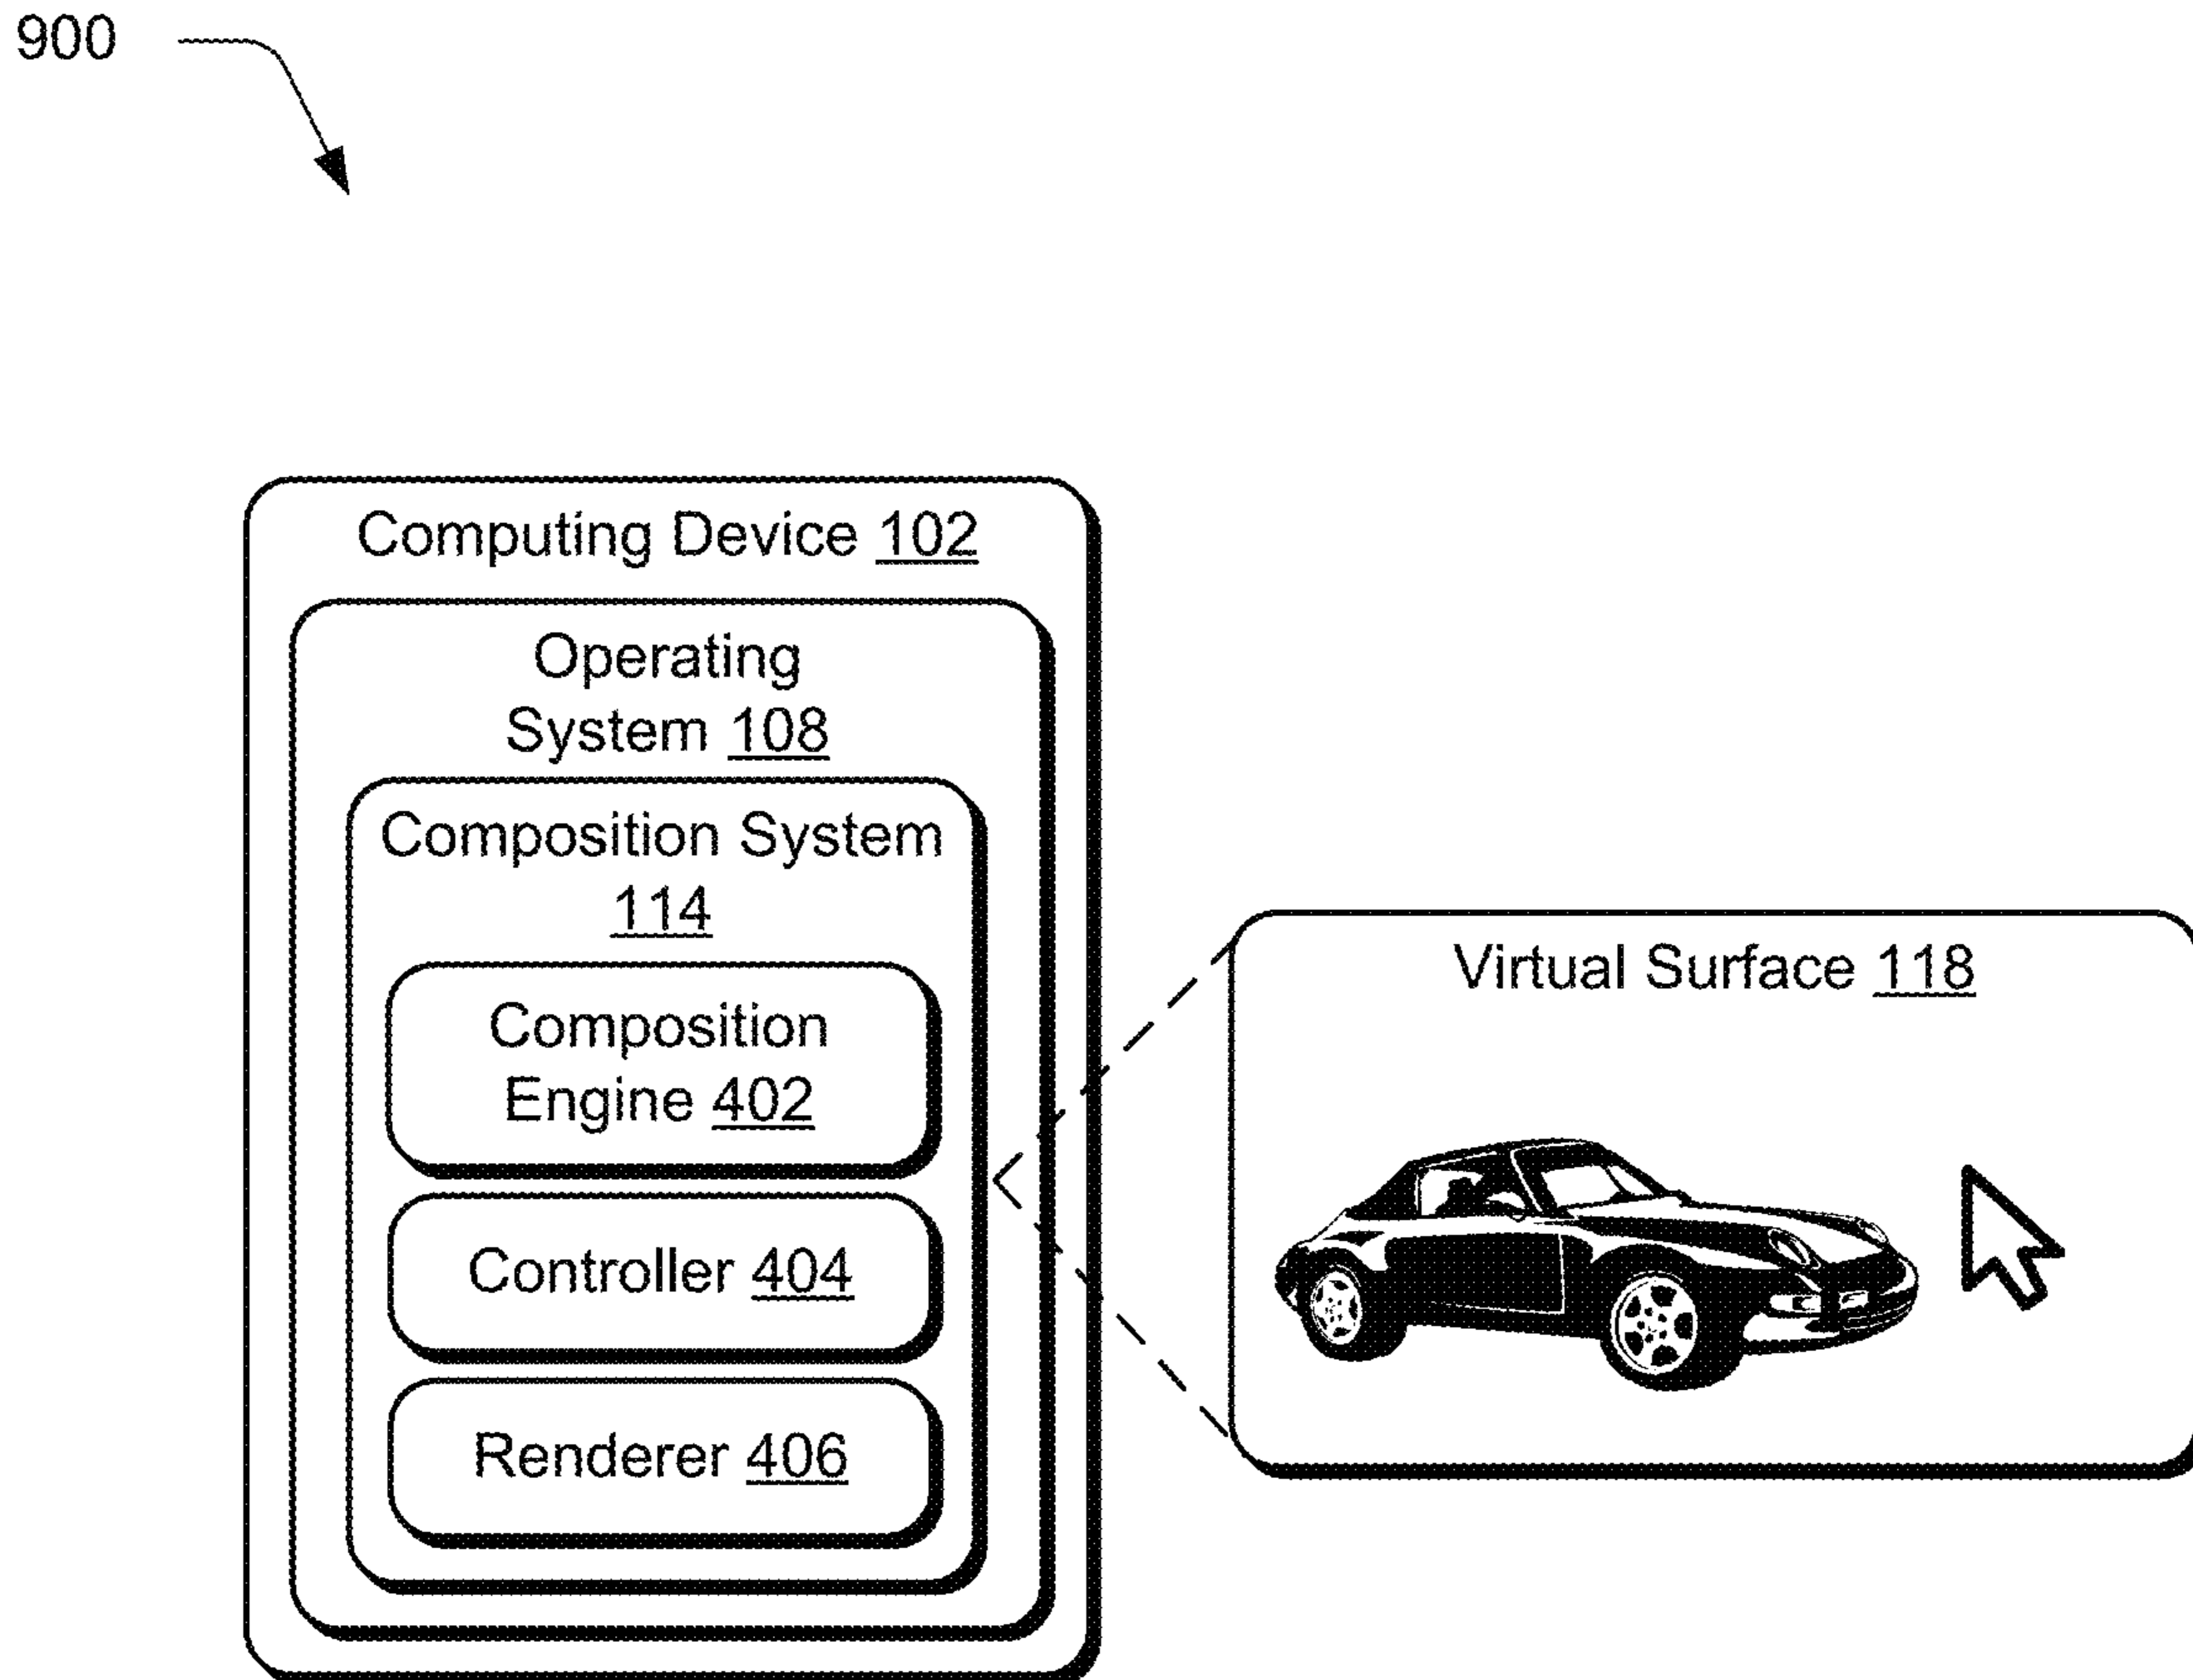 900
Computing Device 102
Operating
System 108
Composition System
114
Composition
Engine 402
Controller 404
Renderer 406
Virtual Surface 118